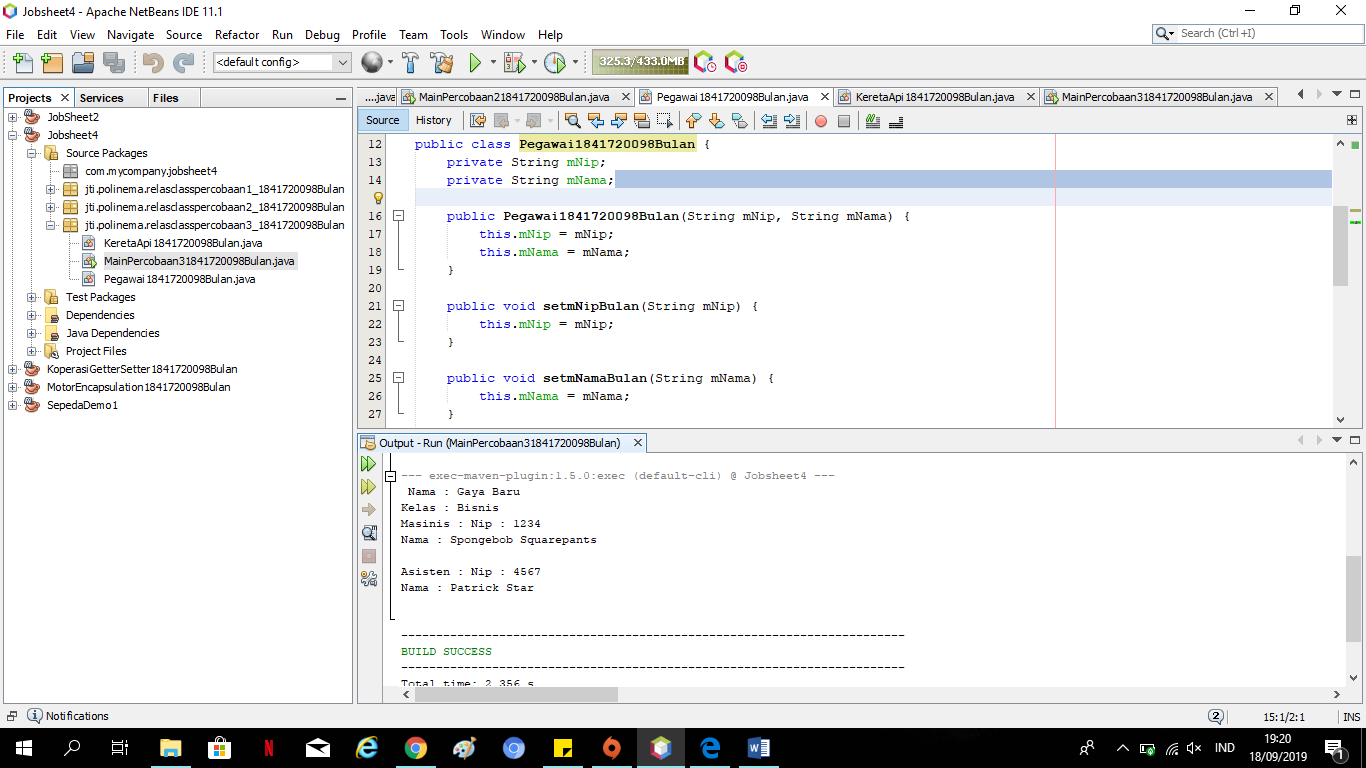 Jobsheet4 - Apache NetBeans IDE 11.1
File Edit View Navigate Source Refactor Run Debug Profile Team Tools Window Help
Search (Ctrl+I)
<default config>
325.3/433.0MB
Projects Services Files
JobSheet2
Jobsheet4
Source Packages
com.mycompany.jobsheet4
jti.polinema.relasclasspercobaan1_1841720098Bulan
jti.polinema.relasclasspercobaan2_1841720098Bulan
jti.polinema.relasclasspercobaan3_1841720098Bulan
KeretaApi1841720098Bulan.java
MainPercobaan31841720098Bulan.java
Pegawai1841720098Bulan.java
Test Packages
Dependencies
Java Dependencies
Project Files
KoperasiGetterSetter1841720098Bulan
MotorEncapsulation1841720098Bulan
SepedaDemo1
....java MainPercobaan21841720098Bulan.java Pegawai1841720098Bulan.java KeretaApi1841720098Bulan.java MainPercobaan31841720098Bulan.java
Source History
12 public class Pegawai1841720098Bulan {
13 private String mNip;
14 private String mNama;
16 public Pegawai1841720098Bulan(String mNip, String mNama) {
17 this.mNip = mNip;
18 this.mNama = mNama;
19 }
20
21 public void setmNipBulan(String mNip) {
22 this.mNip = mNip;
23 }
24
25 public void setmNamaBulan(String mNama) {
26 this.mNama = mNama;
27 }
Output - Run (MainPercobaan31841720098Bulan)
--- exec-maven-plugin:1.5.0:exec (default-cli) @ Jobsheet4 ---
Nama : Gaya Baru
Kelas : Bisnis
Masinis : Nip : 1234
Nama : Spongebob Squarepants
Asisten : Nip : 4567
Nama : Patrick Star
------------------------------------------------------------------------
BUILD SUCCESS
------------------------------------------------------------------------
Total time: 2.356 s
Notifications
2
15:1/2:1
INS
IND
19:20
18/09/2019
1